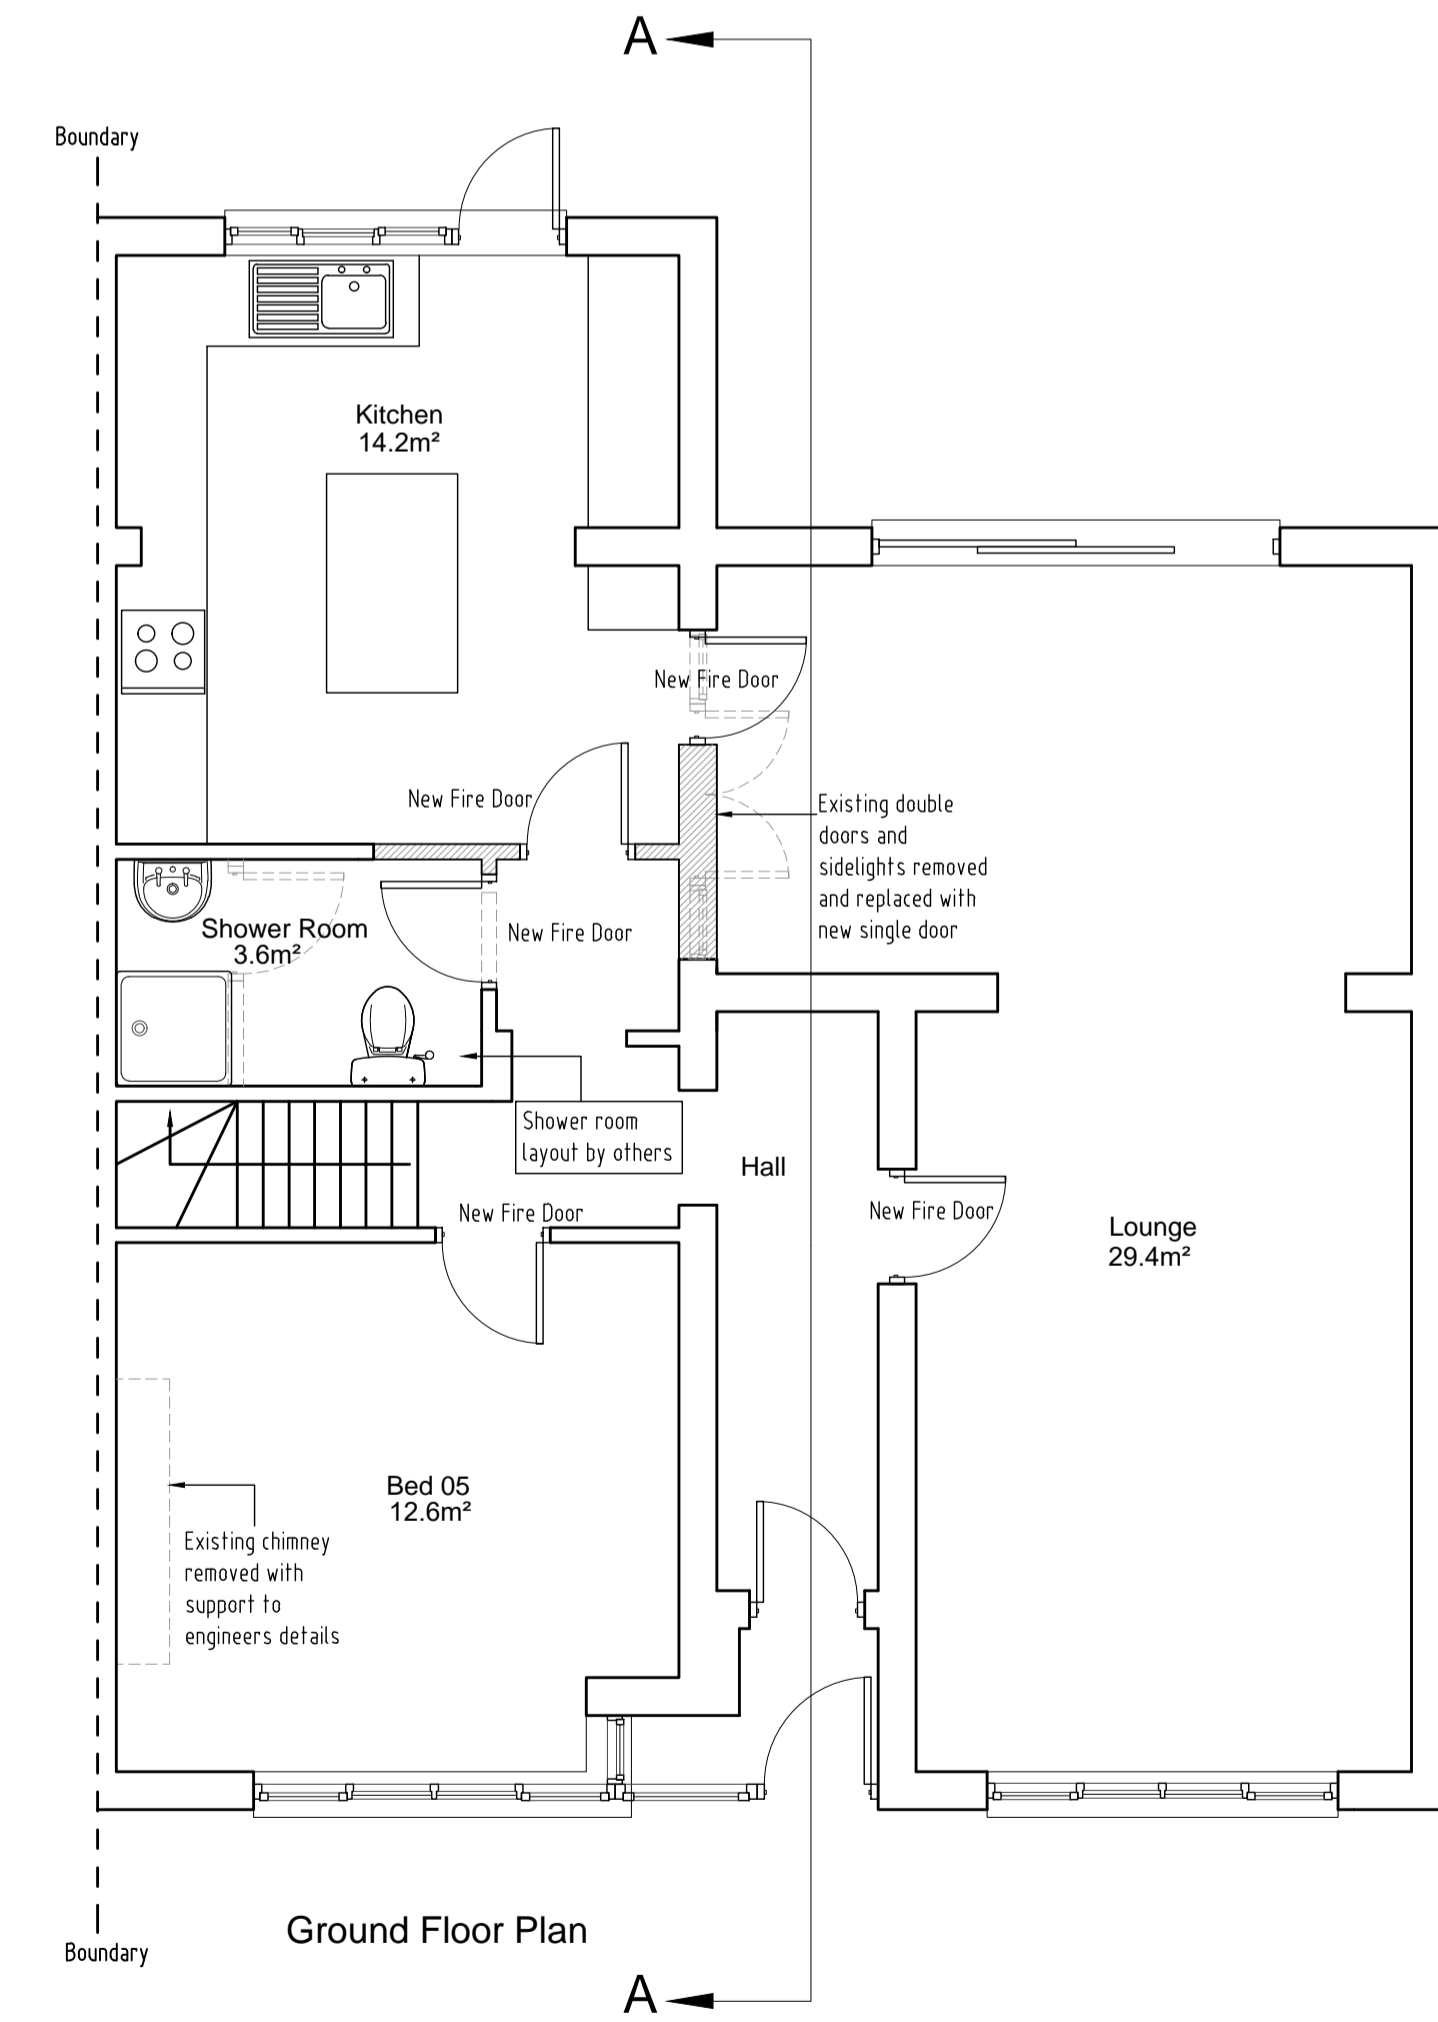 A
Boundary
Kitchen
14.2m²
New Fire Door
New Fire Door
Existing double
doors and
sidelights removed
and replaced with
new single door
Shower Room
3.6m²
New Fire Door
Shower room
layout by others
Hall
New Fire Door
New Fire Door
Lounge
29.4m²
Bed 05
12.6m²
Existing chimney
removed with
support to
engineers details
Ground Floor Plan
Boundary
A